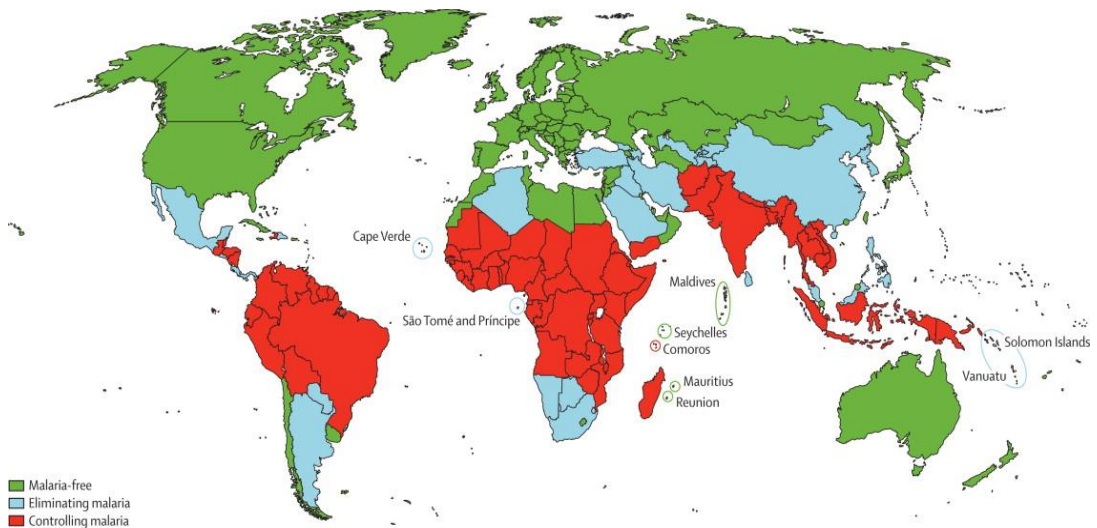 Cape Verde
Maldives
São Tomé and Príncipe
Seychelles
Comoros
Solomon Islands
Vanuatu
Mauritius
Reunion
Malaria-free
Eliminating malaria
Controlling malaria